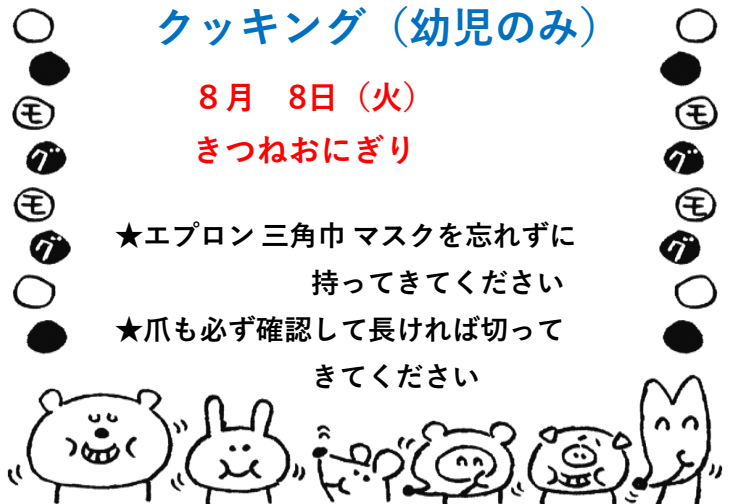 クッキング（幼児のみ）
８月　8日（火）
きつねおにぎり
★エプロン 三角巾 マスクを忘れずに
持ってきてください
★爪も必ず確認して長ければ切って
きてください
モ
グ
モ
グ
モ
グ
モ
グ